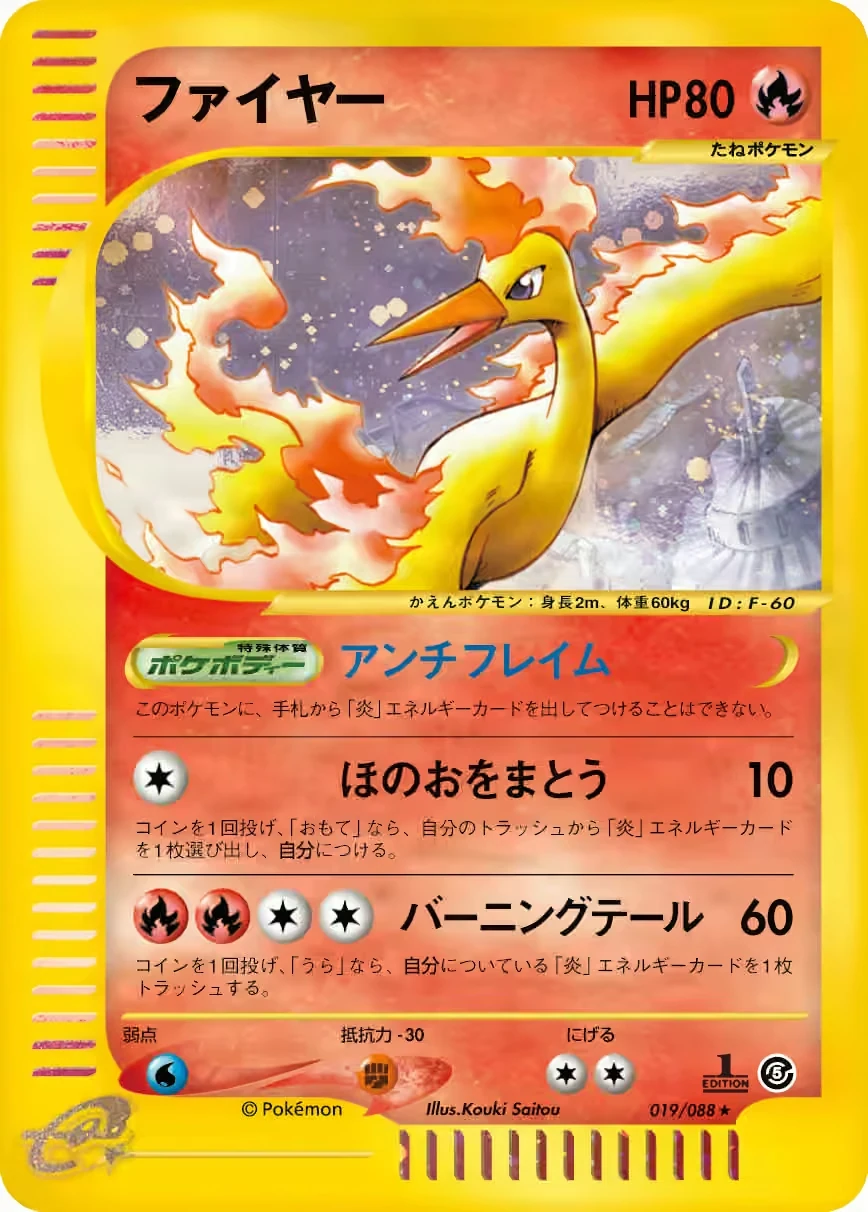 ファイヤー HP80
たねポケモン
かえんポケモン：身長2m、体重60kg ID：F-60
特殊体質
ポケボディー アンチフレイム
このポケモンに、手札から「炎」エネルギーカードを出してつけることはできない。
ほのおをまとう 10
コインを1回投げ、「おもて」なら、自分のトラッシュから「炎」エネルギーカード
を1枚選び出し、自分につける。
バーニングテール 60
コインを1回投げ、「うら」なら、自分についている「炎」エネルギーカードを1枚
トラッシュする。
弱点 抵抗力-30 にげる
1
EDITION
5
© Pokémon Illus.Kouki Saitou 019/088★
e